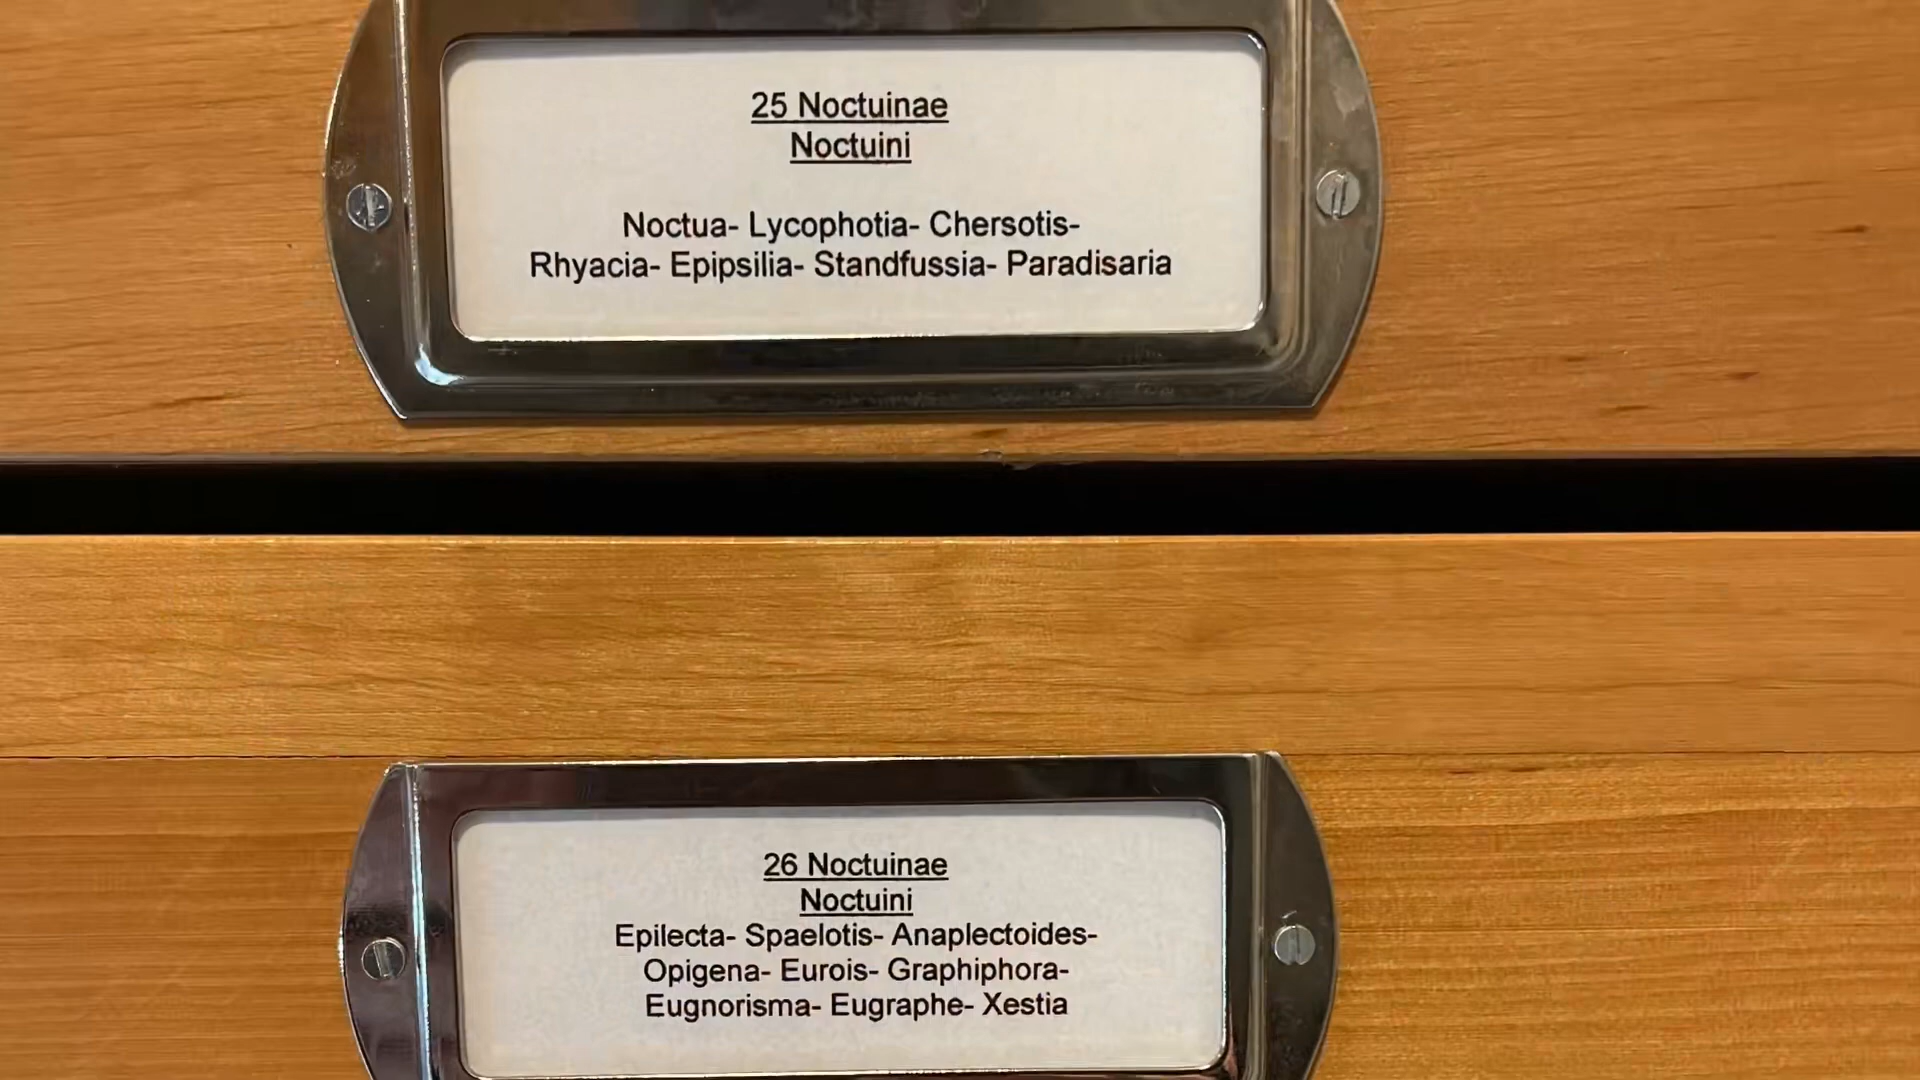 25 Noctuinae
Noctuini
Noctua- Lycophotia- Chersotis-
Rhyacia- Epipsilia- Standfussia- Paradisaria
26 Noctuinae
Noctuini
Epilecta- Spaelotis- Anaplectoides-
Opigena- Eurois- Graphiphora-
Eugnorisma- Eugraphe- Xestia